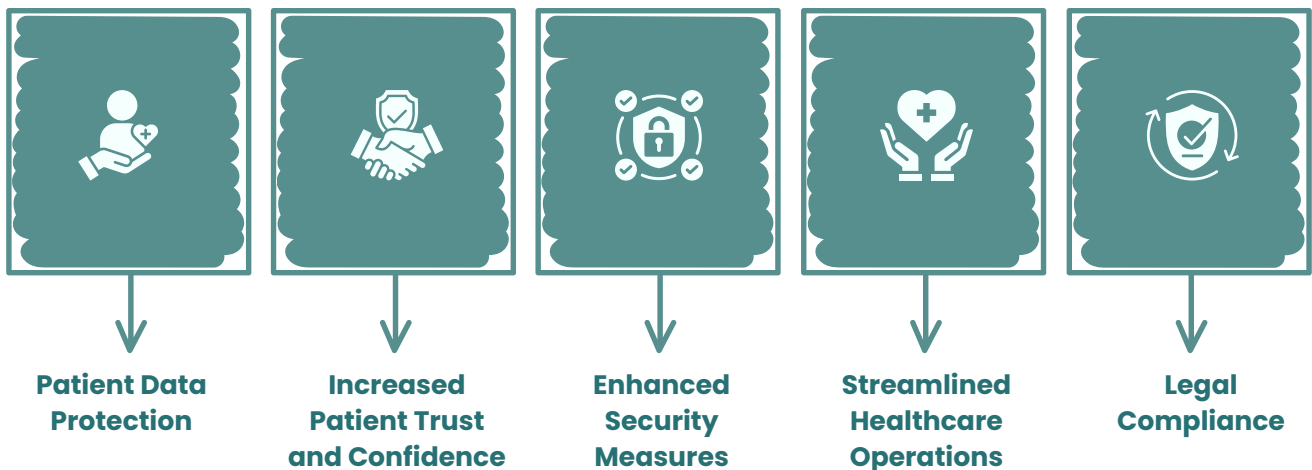 Patient Data
Protection
Increased
Patient Trust
and Confidence
Enhanced
Security
Measures
Streamlined
Healthcare
Operations
Legal
Compliance